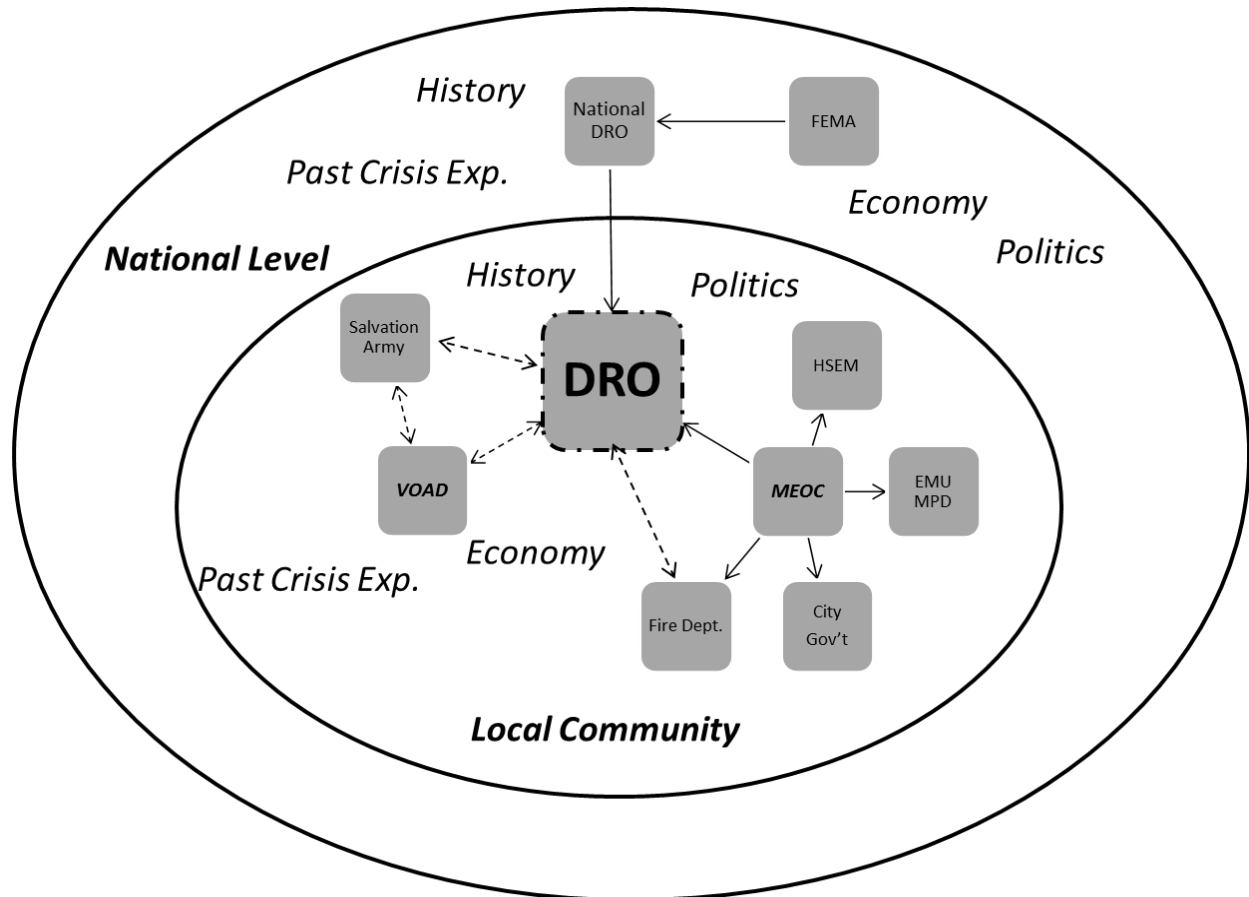 History
National
DRO
FEMA
Past Crisis Exp.
Economy
Politics
National Level
History
Politics
Salvation
Army
DRO
HSEM
VOAD
MEOC
EMU
MPD
Economy
Past Crisis Exp.
Fire Dept.
City
Gov’t
Local Community